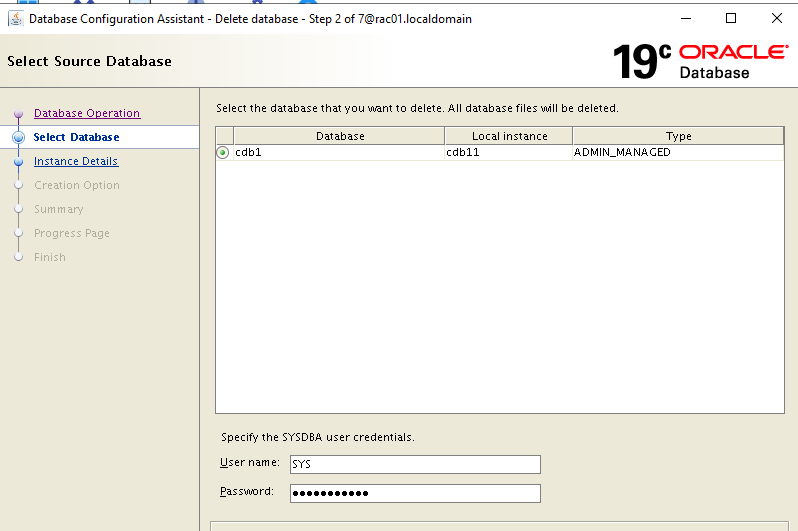 Database Configuration Assistant - Delete database - Step 2 of 7@rac01.localdomain
Select Source Database
19c ORACLE Database
Database Operation
Select Database
Instance Details
Creation Option
Summary
Progress Page
Finish
Select the database that you want to delete. All database files will be deleted.
Database Local instance Type
cdb1 cdb11 ADMIN_MANAGED
Specify the SYSDBA user credentials.
User name: SYS
Password: ●●●●●●●●●●●